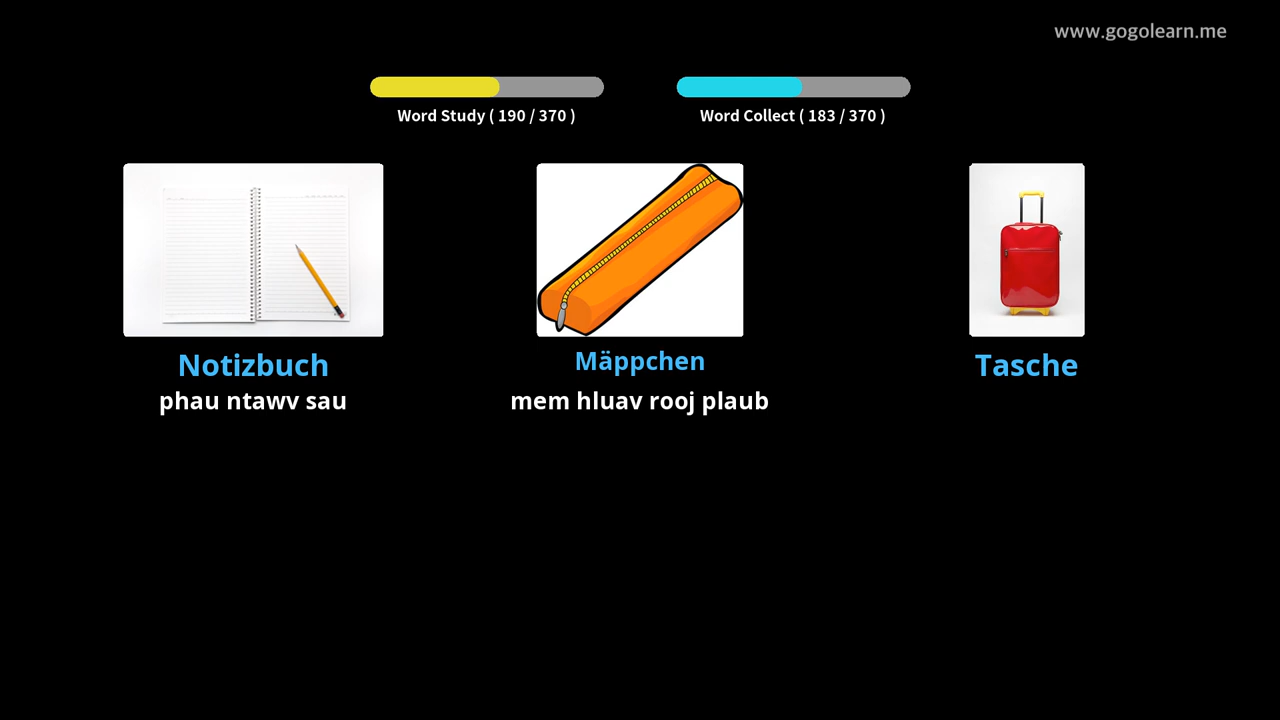 www.gogolearn.me
Word Study ( 190 / 370 )
Word Collect ( 183 / 370 )
Notizbuch
phau ntawv sau
Mäppchen
mem hluav rooj plaub
Tasche